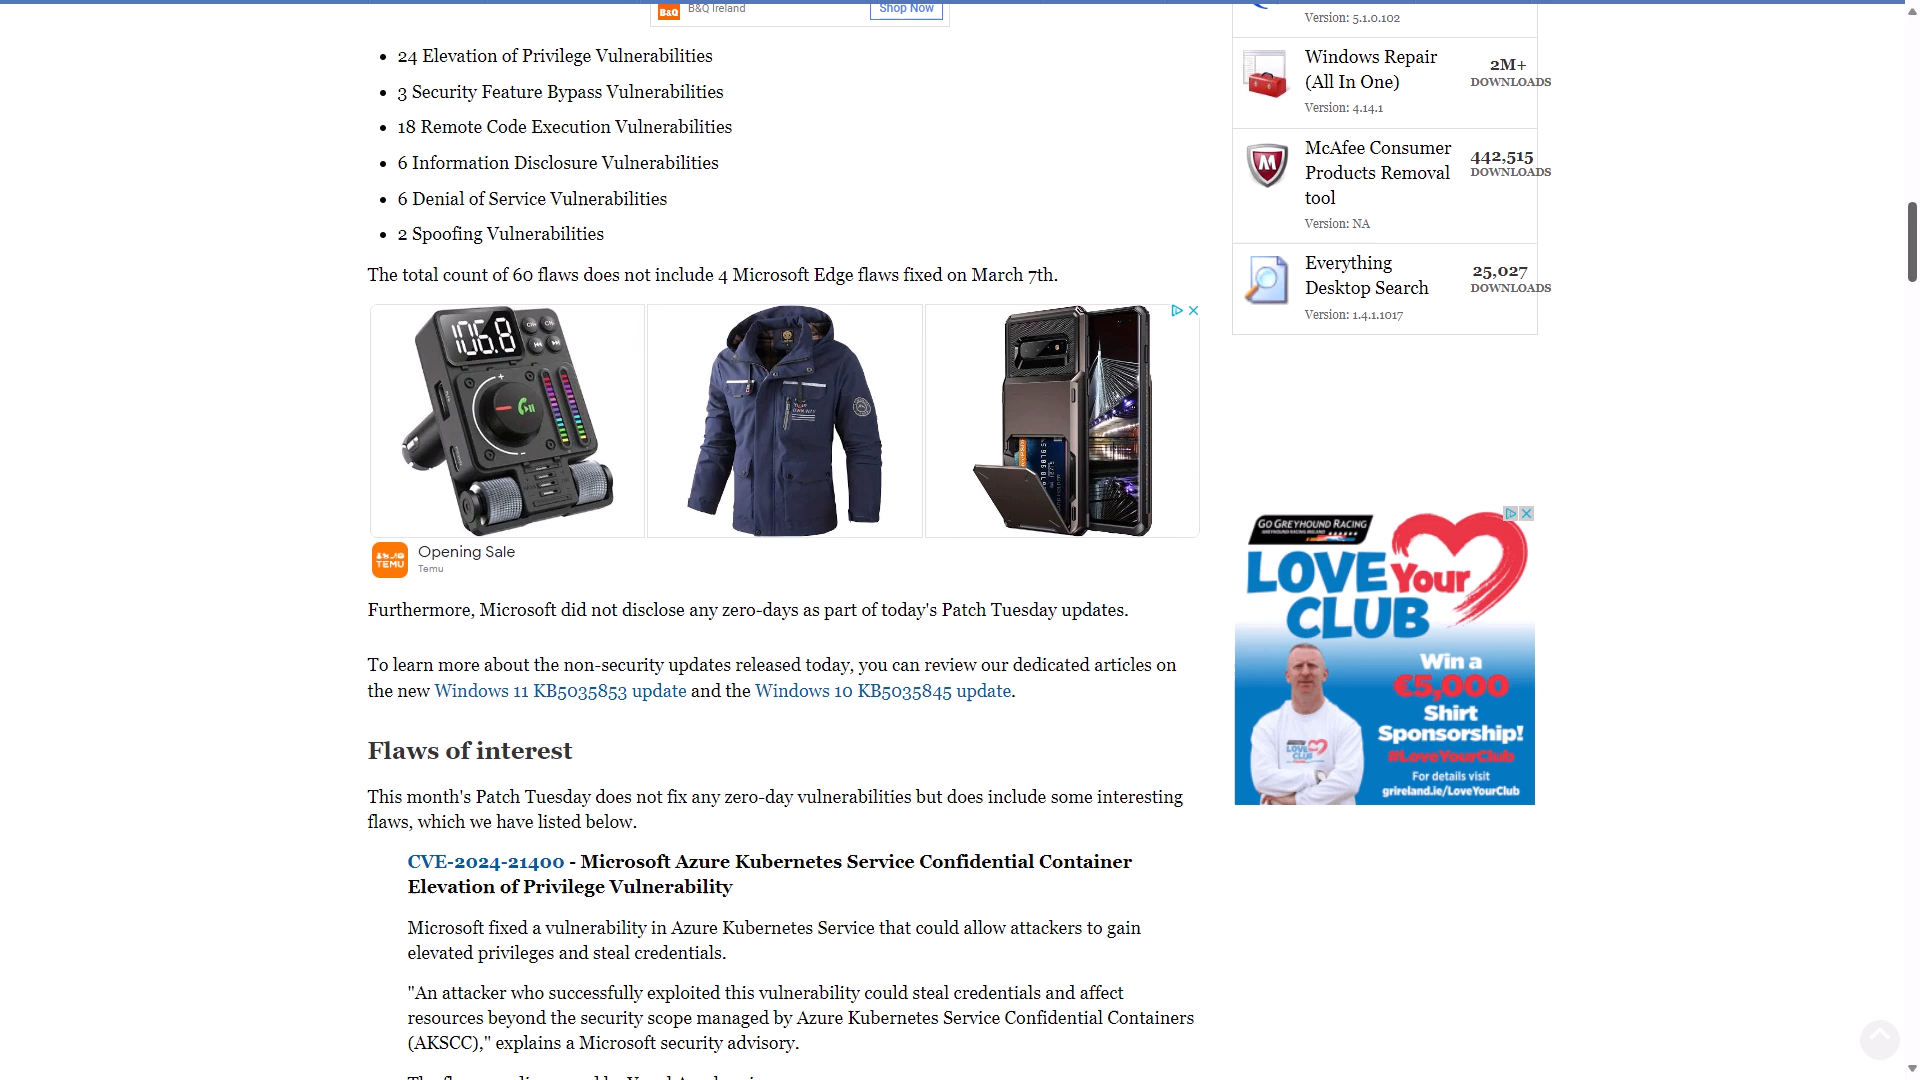 B&Q
B&Q Ireland
Shop Now
24 Elevation of Privilege Vulnerabilities
3 Security Feature Bypass Vulnerabilities
18 Remote Code Execution Vulnerabilities
6 Information Disclosure Vulnerabilities
6 Denial of Service Vulnerabilities
2 Spoofing Vulnerabilities
The total count of 60 flaws does not include 4 Microsoft Edge flaws fixed on March 7th.
106.8
CH-
CH+
TEMU
Opening Sale
Temu
Furthermore, Microsoft did not disclose any zero-days as part of today's Patch Tuesday updates.
To learn more about the non-security updates released today, you can review our dedicated articles on
the new Windows 11 KB5035853 update and the Windows 10 KB5035845 update.
Flaws of interest
This month's Patch Tuesday does not fix any zero-day vulnerabilities but does include some interesting
flaws, which we have listed below.
CVE-2024-21400 - Microsoft Azure Kubernetes Service Confidential Container
Elevation of Privilege Vulnerability
Microsoft fixed a vulnerability in Azure Kubernetes Service that could allow attackers to gain
elevated privileges and steal credentials.
"An attacker who successfully exploited this vulnerability could steal credentials and affect
resources beyond the security scope managed by Azure Kubernetes Service Confidential Containers
(AKSCC)," explains a Microsoft security advisory.
Version: 5.1.0.102
Windows Repair
(All In One)
Version: 4.14.1
2M+
DOWNLOADS
McAfee Consumer
Products Removal
tool
Version: NA
442,515
DOWNLOADS
Everything
Desktop Search
Version: 1.4.1.1017
25,027
DOWNLOADS
GO GREYHOUND RACING
GREYHOUND RACING IRELAND
LOVE Your
CLUB
Win a
€5,000
Shirt
Sponsorship!
#LoveYourClub
For details visit
grireland.ie/LoveYourClub